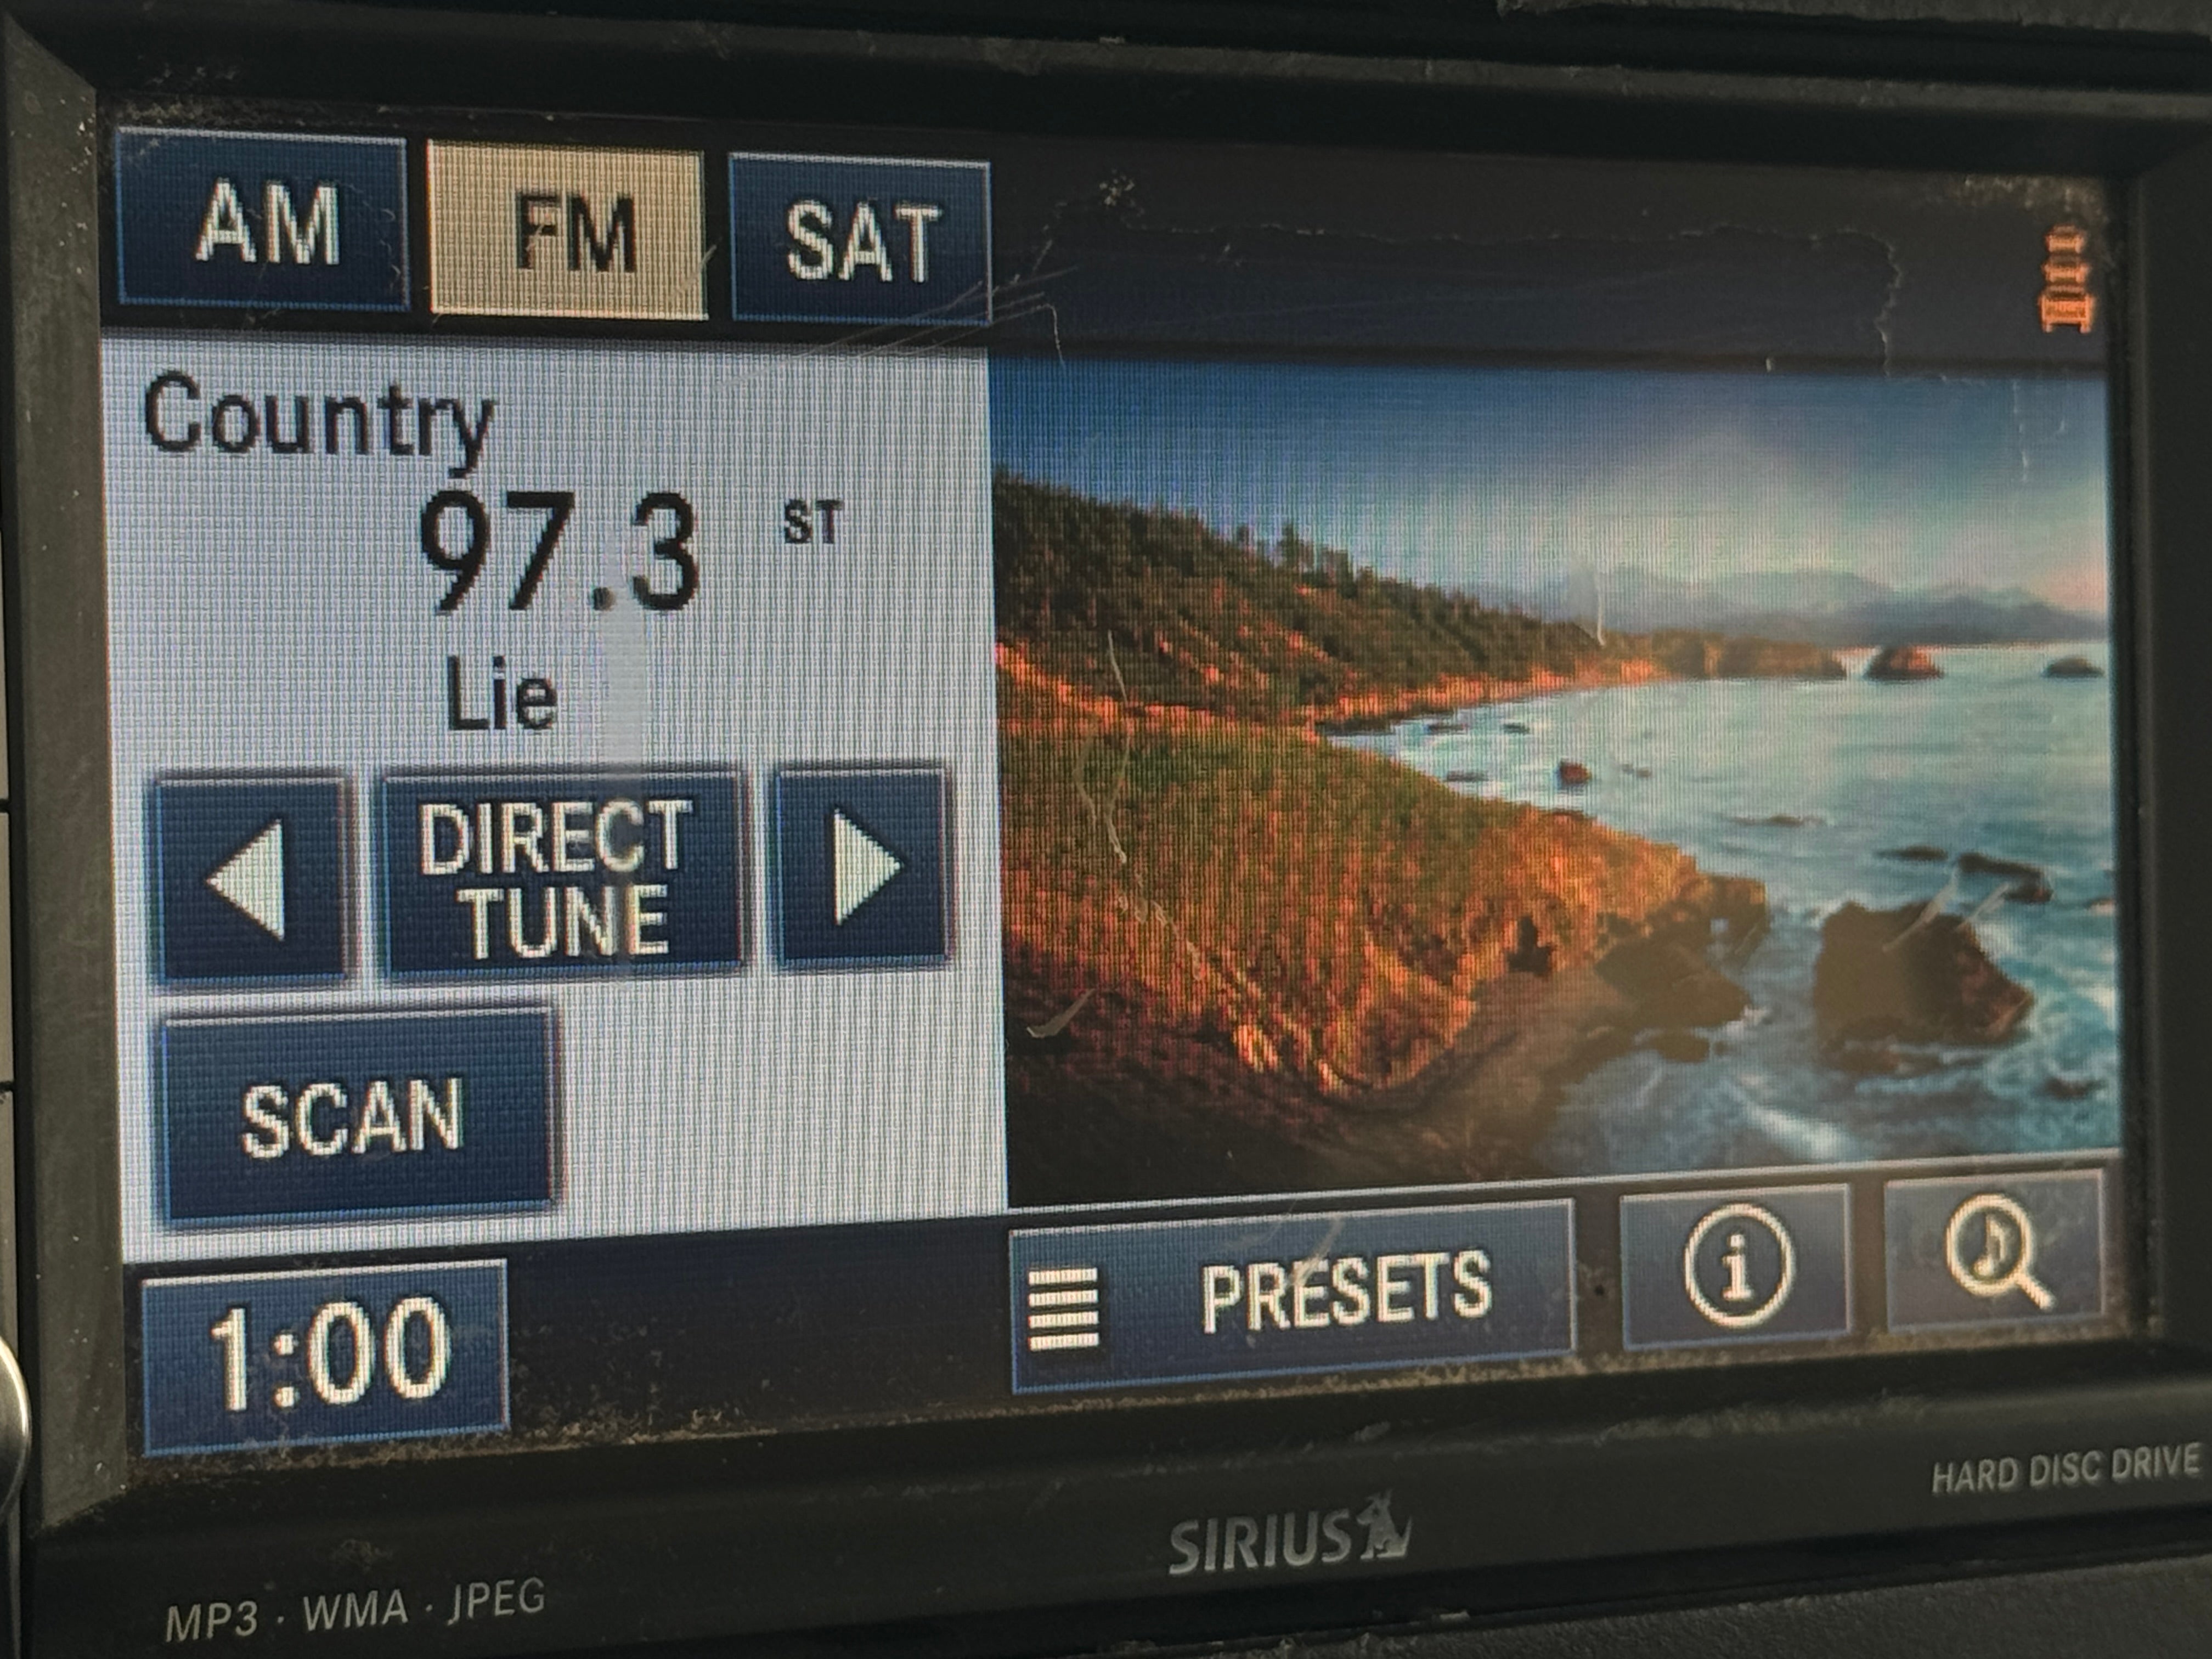 AM FM SAT
Country
97.3 ST
Lie
DIRECT
TUNE
SCAN
1:00
PRESETS
i
HARD DISC DRIVE
SIRIUS
MP3 · WMA · JPEG